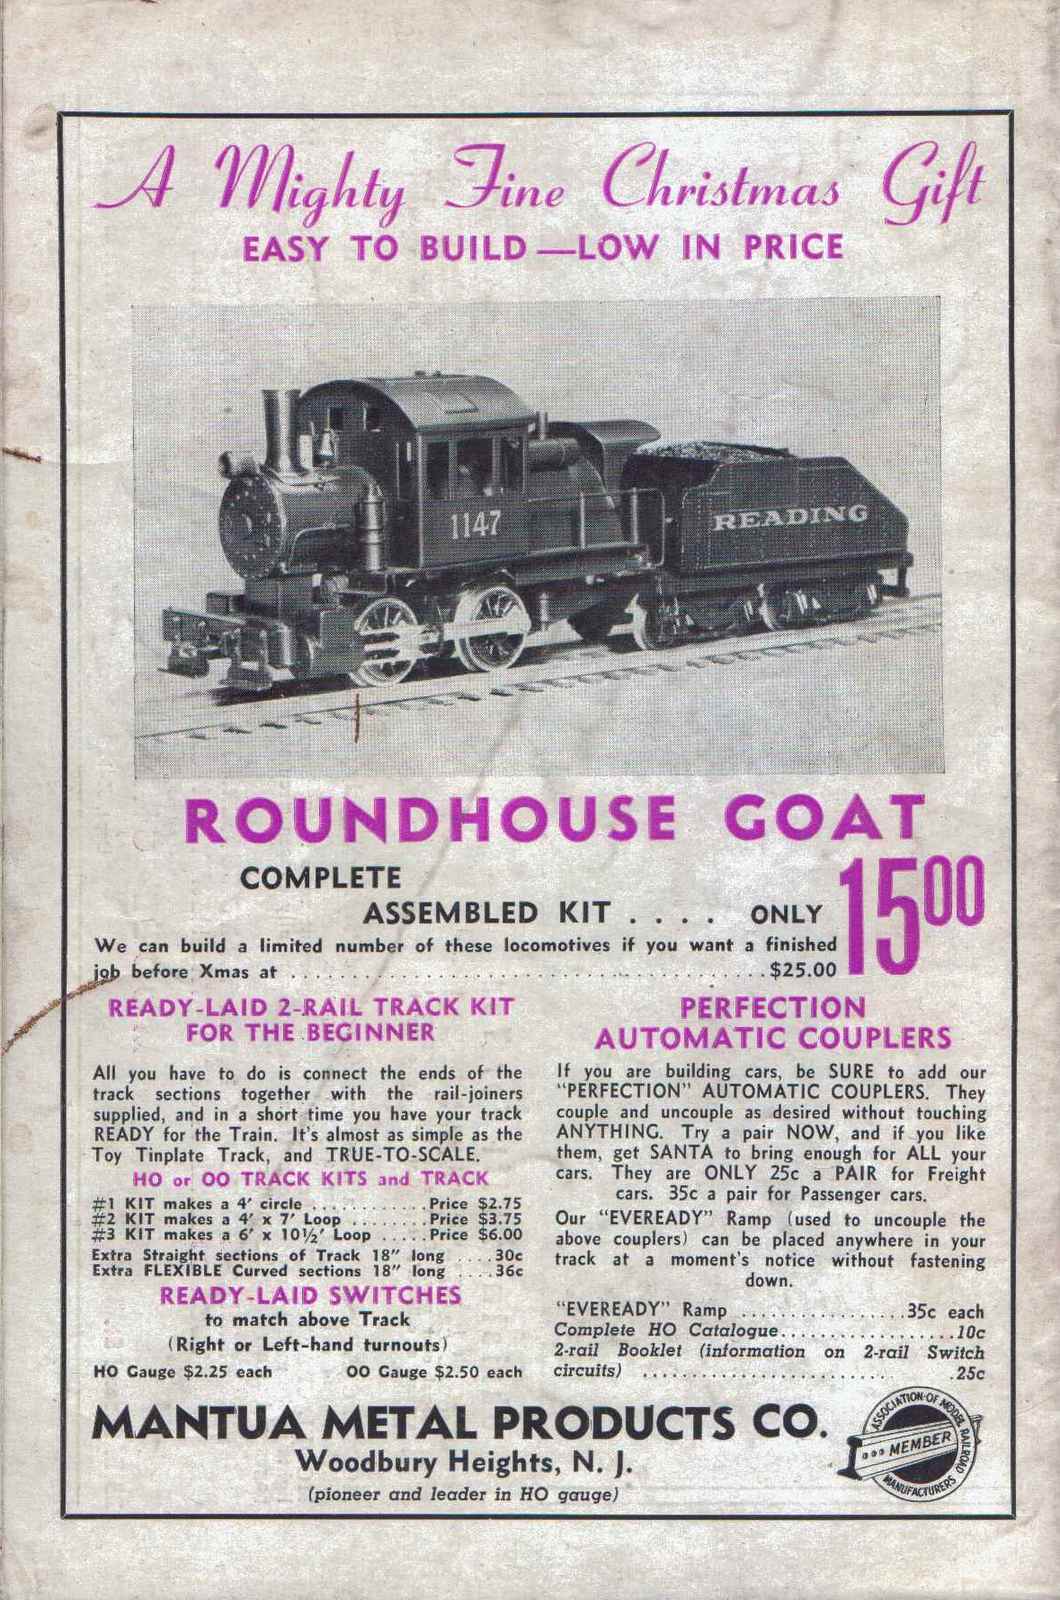 A Mighty Fine Christmas Gift
EASY TO BUILD—LOW IN PRICE
1147
READING
ROUNDHOUSE GOAT
COMPLETE
ASSEMBLED KIT . . . . ONLY 1500
We can build a limited number of these locomotives if you want a finished
job before Xmas at . . . . . . . . . . . . . . . . . . . . $25.00
READY-LAID 2-RAIL TRACK KIT
FOR THE BEGINNER
All you have to do is connect the ends of the
track sections together with the rail-joiners
supplied, and in a short time you have your track
READY for the Train. It's almost as simple as the
Toy Tinplate Track, and TRUE-TO-SCALE.
HO or OO TRACK KITS and TRACK
#1 KIT makes a 4' circle . . . . . . . . . . . . Price $2.75
#2 KIT makes a 4' x 7' Loop . . . . . . . . Price $3.75
#3 KIT makes a 6' x 10½' Loop . . . . . Price $6.00
Extra Straight sections of Track 18" long . . . . 30c
Extra FLEXIBLE Curved sections 18" long . . . . 36c
READY-LAID SWITCHES
to match above Track
(Right or Left-hand turnouts)
HO Gauge $2.25 each OO Gauge $2.50 each
PERFECTION
AUTOMATIC COUPLERS
If you are building cars, be SURE to add our
"PERFECTION" AUTOMATIC COUPLERS. They
couple and uncouple as desired without touching
ANYTHING. Try a pair NOW, and if you like
them, get SANTA to bring enough for ALL your
cars. They are ONLY 25c a PAIR for Freight
cars. 35c a pair for Passenger cars.
Our "EVEREADY" Ramp (used to uncouple the
above couplers) can be placed anywhere in your
track at a moment's notice without fastening
down.
"EVEREADY" Ramp . . . . . . . . . . . . . . . . 35c each
Complete HO Catalogue . . . . . . . . . . . . . . . . . . 10c
2-rail Booklet (information on 2-rail Switch
circuits) . . . . . . . . . . . . . . . . . . . . . . . . . . 25c
MANTUA METAL PRODUCTS CO.
Woodbury Heights, N. J.
(pioneer and leader in HO gauge)
ASSOCIATION OF MODEL RAILROAD
MEMBER
MANUFACTURERS